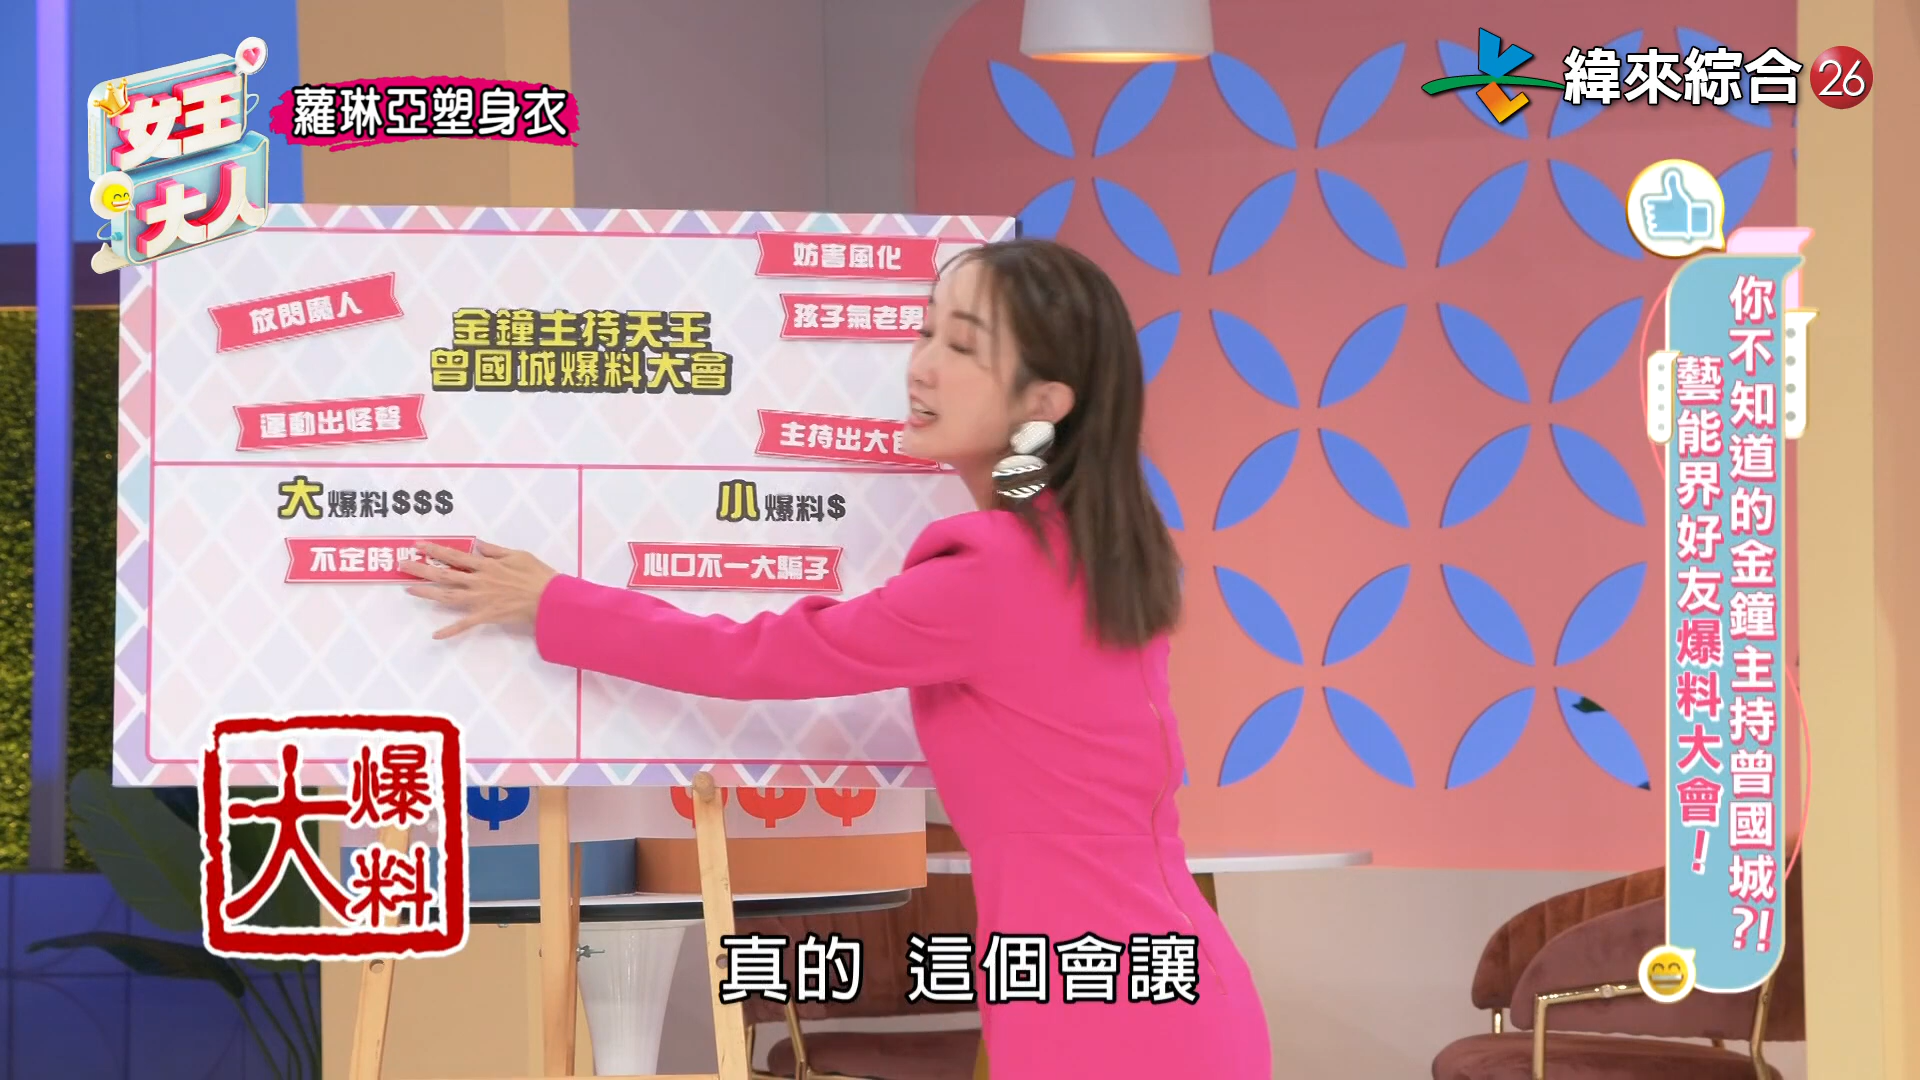 女王
大人
蘿琳亞塑身衣
緯來綜合 26
你不知道的金鐘主持曾國城?!
藝能界好友爆料大會!
金鐘主持天王
曾國城爆料大會
放閃魔人
運動出怪聲
妨害風化
孩子氣老男
主持出大
大爆料$$$
不定時炸
小爆料$
心口不一大騙子
大爆料
真的 這個會讓